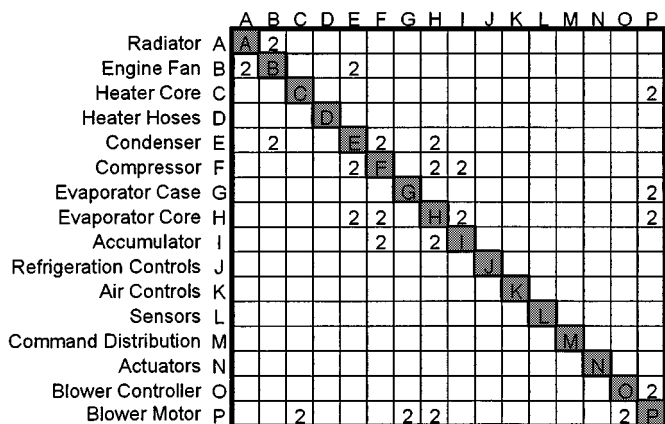 A B C D E F G H I J K L M N O P
Radiator A A 2
Engine Fan B 2 B 2
Heater Core C C 2
Heater Hoses D D
Condenser E 2 E 2 2
Compressor F 2 F 2 2
Evaporator Case G G 2
Evaporator Core H 2 2 H 2 2
Accumulator I 2 2 I
Refrigeration Controls J J
Air Controls K K
Sensors L L
Command Distribution M M
Actuators N N
Blower Controller O O 2
Blower Motor P 2 2 2 2 P